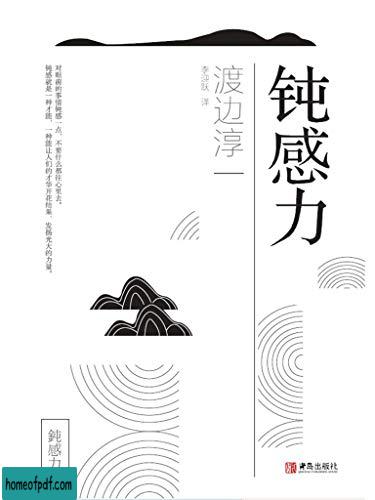 钝感力
渡边淳一
李迎跃 译
对眼前的事情钝感一点，不要什么都往心里去。
钝感就是一种才能，一种能让人们的才华开花结果、发扬光大的力量。
鈍感力
青岛出版社
homeofpdf.com